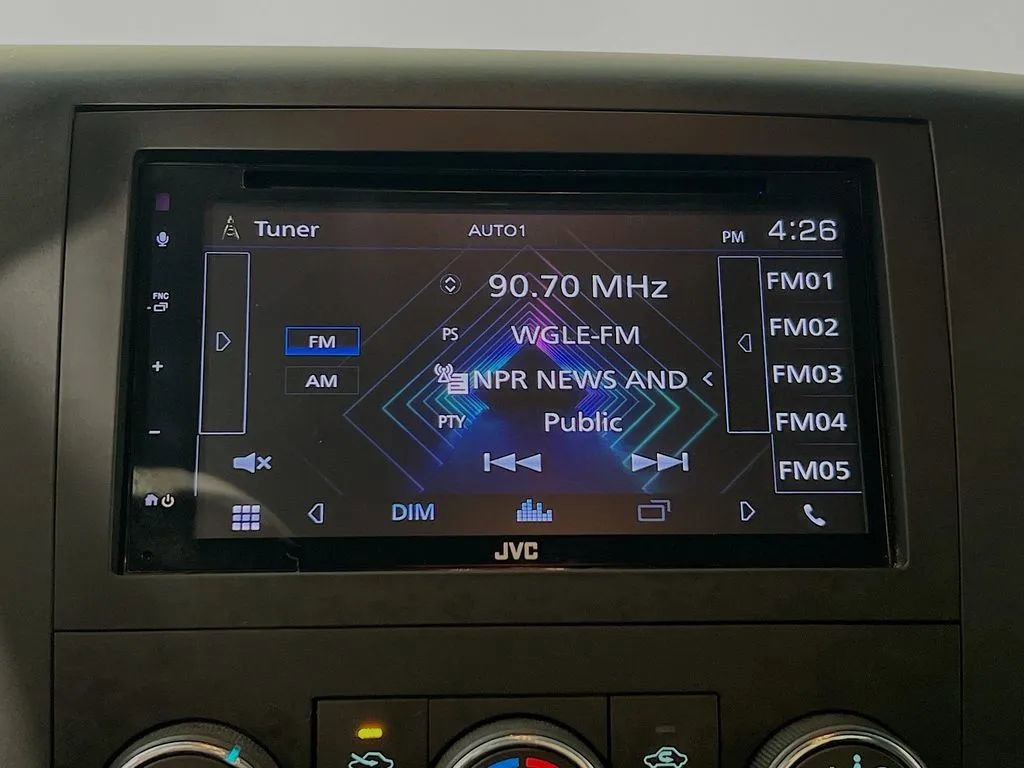 Tuner
AUTO1
PM 4:26
90.70 MHz
FM01
FNC
FM
PS WGLE-FM
FM02
AM
NPR NEWS AND <
FM03
PTY Public
FM04
FM05
DIM
JVC